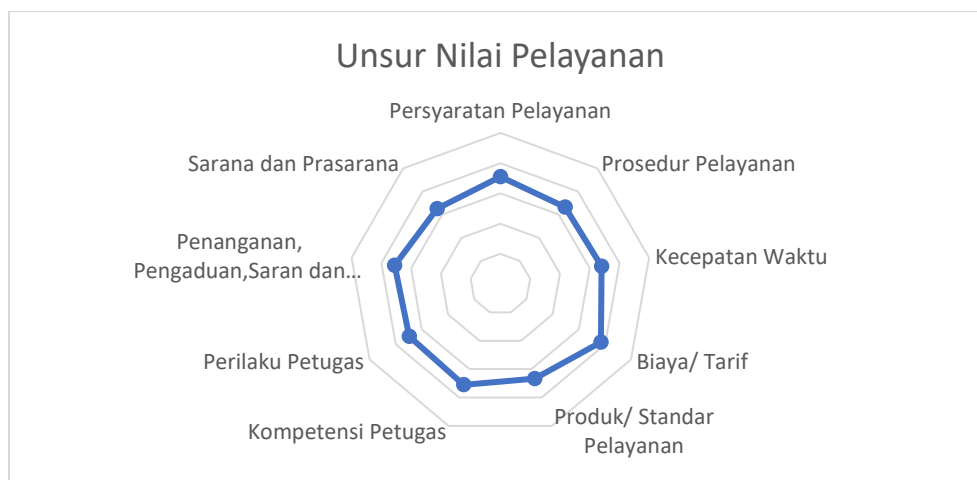 Unsur Nilai Pelayanan
Persyaratan Pelayanan
Prosedur Pelayanan
Kecepatan Waktu
Biaya/ Tarif
Produk/ Standar
Pelayanan
Kompetensi Petugas
Perilaku Petugas
Penanganan,
Pengaduan,Saran dan...
Sarana dan Prasarana